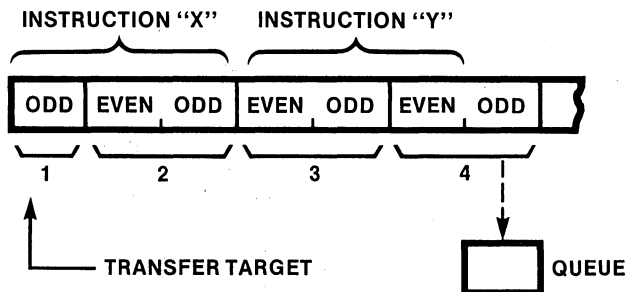 INSTRUCTION “X” INSTRUCTION “Y”
ODD EVEN ODD EVEN ODD EVEN ODD
1 2 3 4
TRANSFER TARGET QUEUE